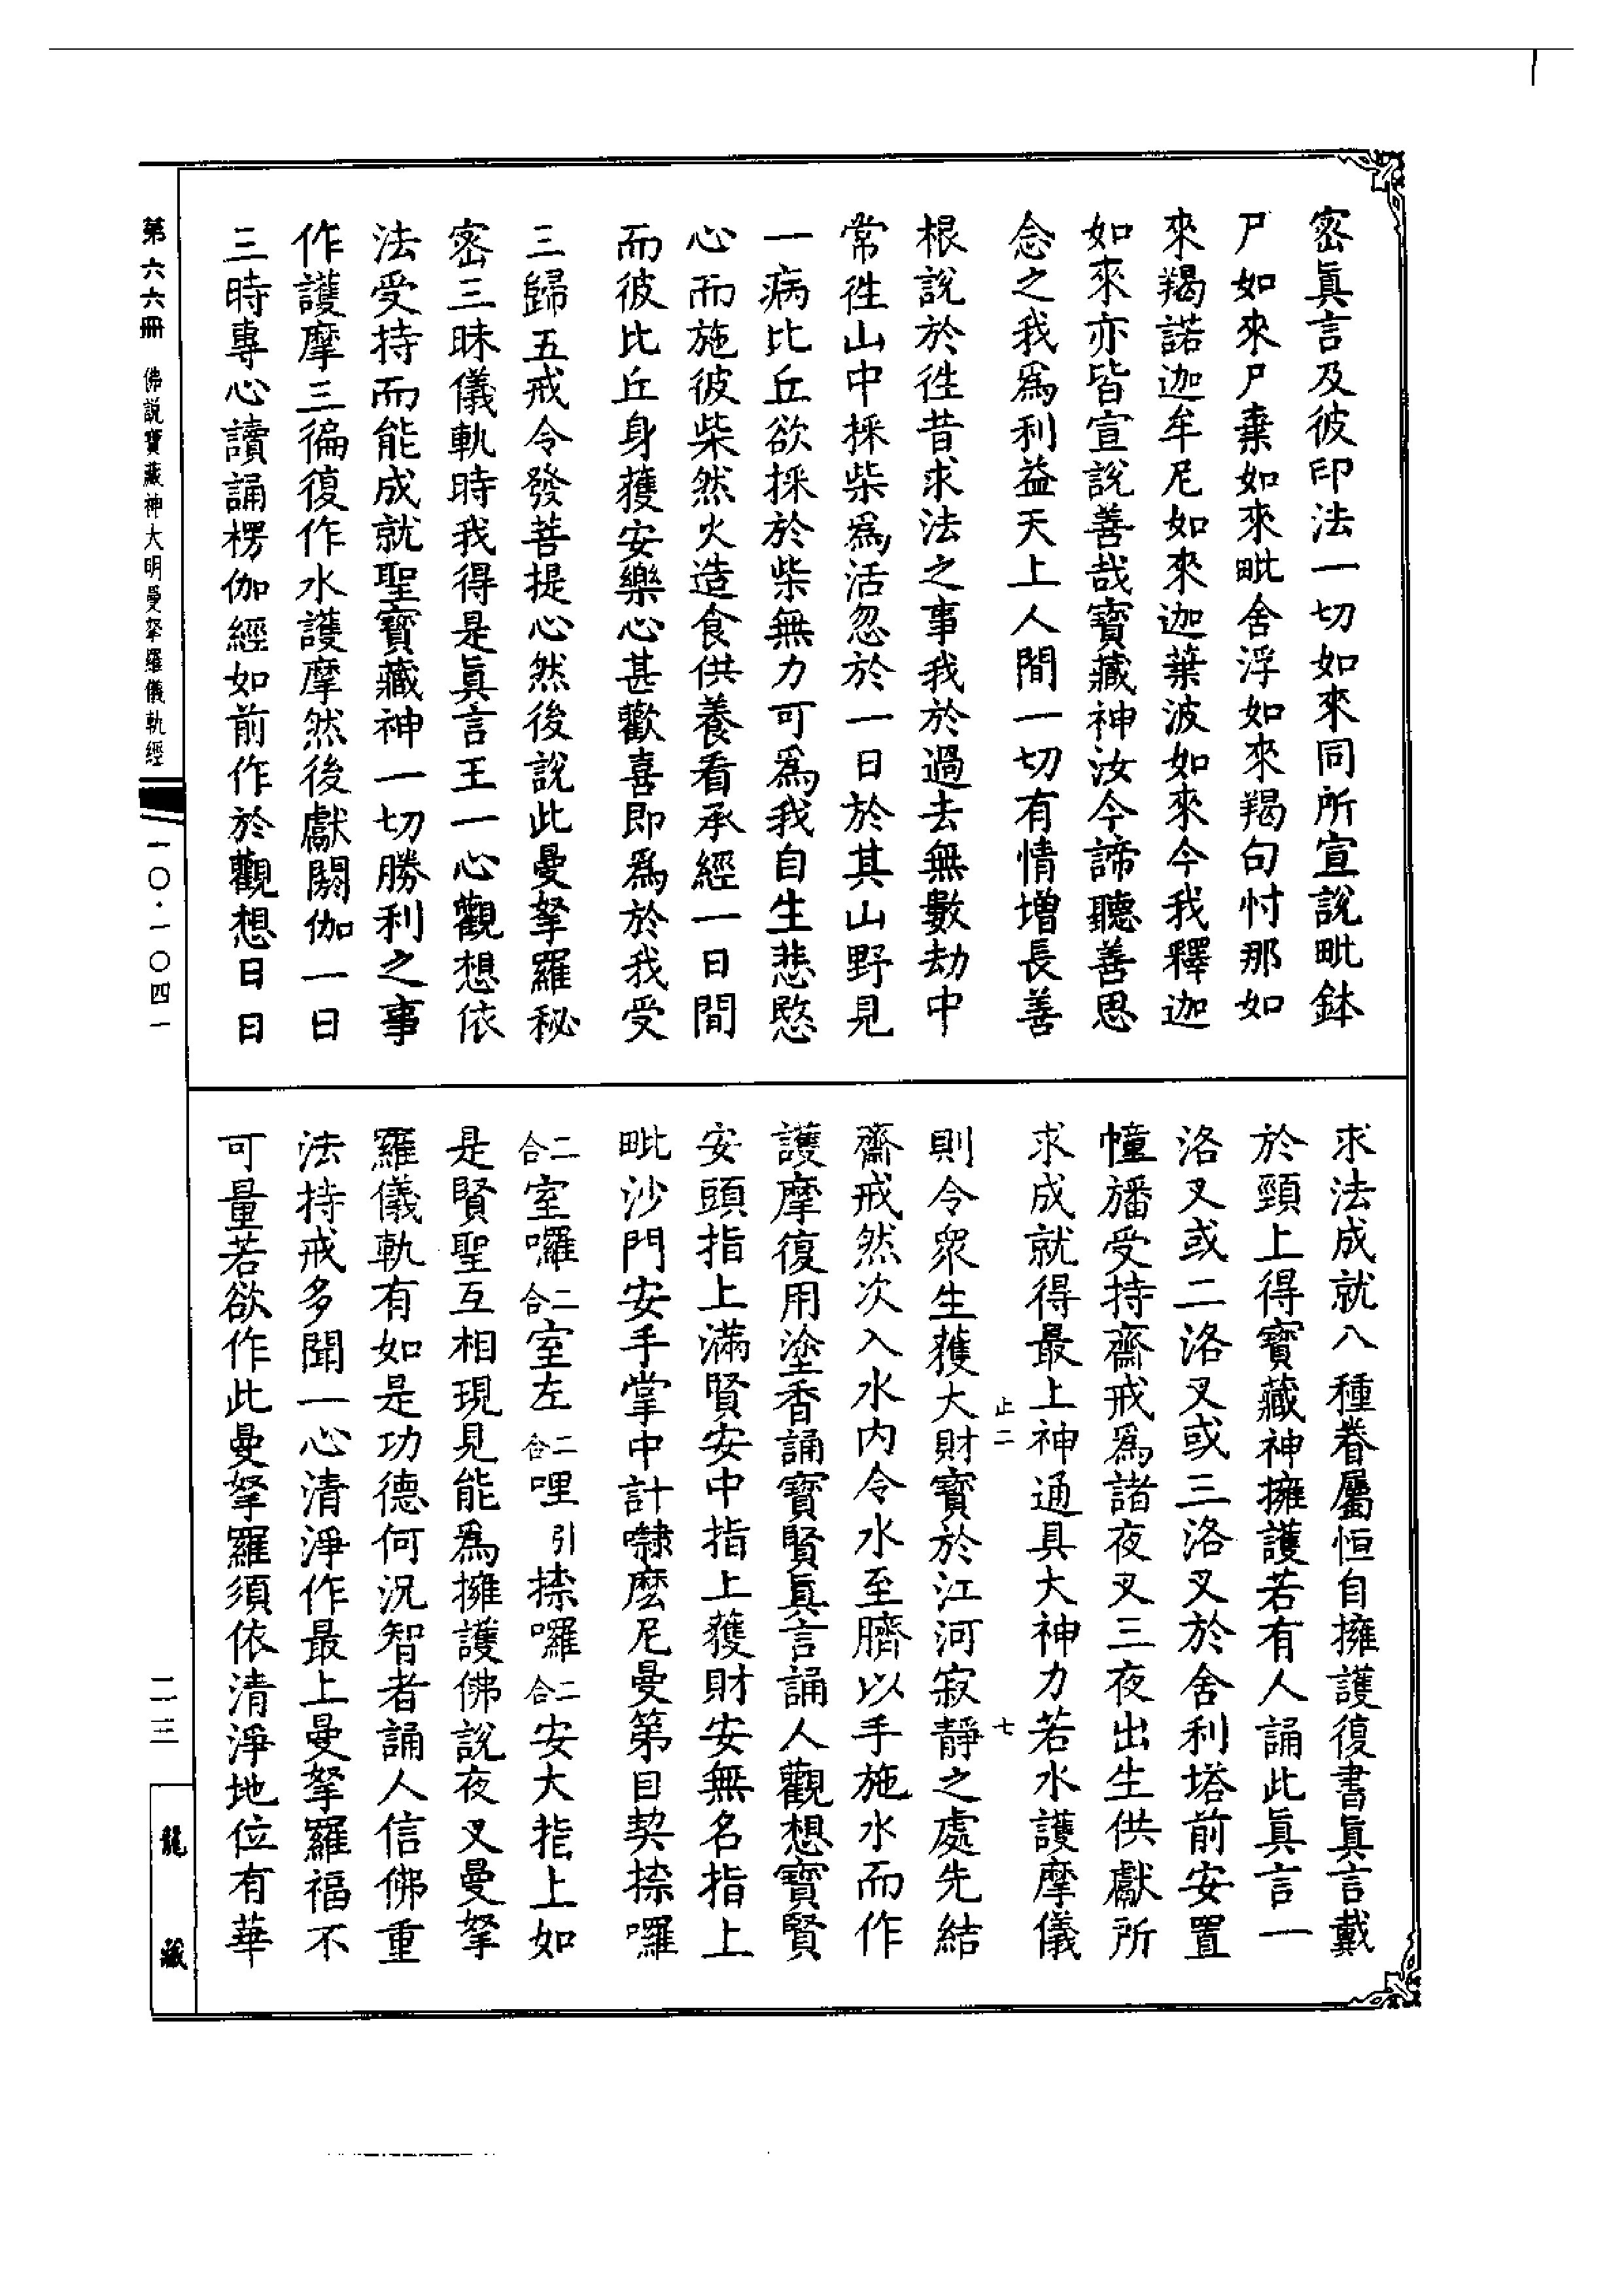 密眞言及彼印法一切如來同所宣說毗鉢
尸如來尸棄如來毗舍浮如來羯句忖那如
來羯諾迦牟尼如來迦葉波如來今我釋迦
如來亦皆宣說善哉寶藏神汝今諦聽善思
念之我爲利益天上人間一切有情增長善
根說於徃昔求法之事我於過去無數劫中
常徃山中採柴爲活忽於一日於其山野見
一病比丘欲採於柴無力可爲我自生悲愍
心而施彼柴然火造食供養看承經一日間
而彼比丘身獲安樂心甚歡喜即爲於我受
三歸五戒令發菩提心然後說此曼拏羅秘
密三昧儀軌時我得是眞言王一心觀想依
法受持而能成就聖寶藏神一切勝利之事
作護摩三徧復作水護摩然後獻閼伽一日
三時專心讀誦楞伽經如前作於觀想日日
求法成就八種眷屬恒自擁護復書眞言戴
於頸上得寶藏神擁護若有人誦此眞言一
洛叉或二洛叉或三洛叉於舍利塔前安置
幢旛受持齋戒爲諸夜叉三夜出生供獻所
求成就得最上神通具大神力若水護摩儀
止二 七
則令衆生獲大財寶於江河寂靜之處先結
齋戒然次入水內令水至臍以手施水而作
護摩復用塗香誦寶賢眞言誦人觀想寶賢
安頭指上滿賢安中指上獲財安無名指上
毗沙門安手掌中計㘑麽尼曼第目契捺囉
二合室囉二合室左二合哩引捺囉二合安大指上如
是賢聖互相現見能爲擁護佛說夜叉曼拏
羅儀軌有如是功德何況智者誦人信佛重
法持戒多聞一心清淨作最上曼拏羅福不
可量若欲作此曼拏羅須依清淨地位有華
第六六冊 佛說寶藏神大明曼拏羅儀軌經
一〇·一〇四一
二三
龍藏